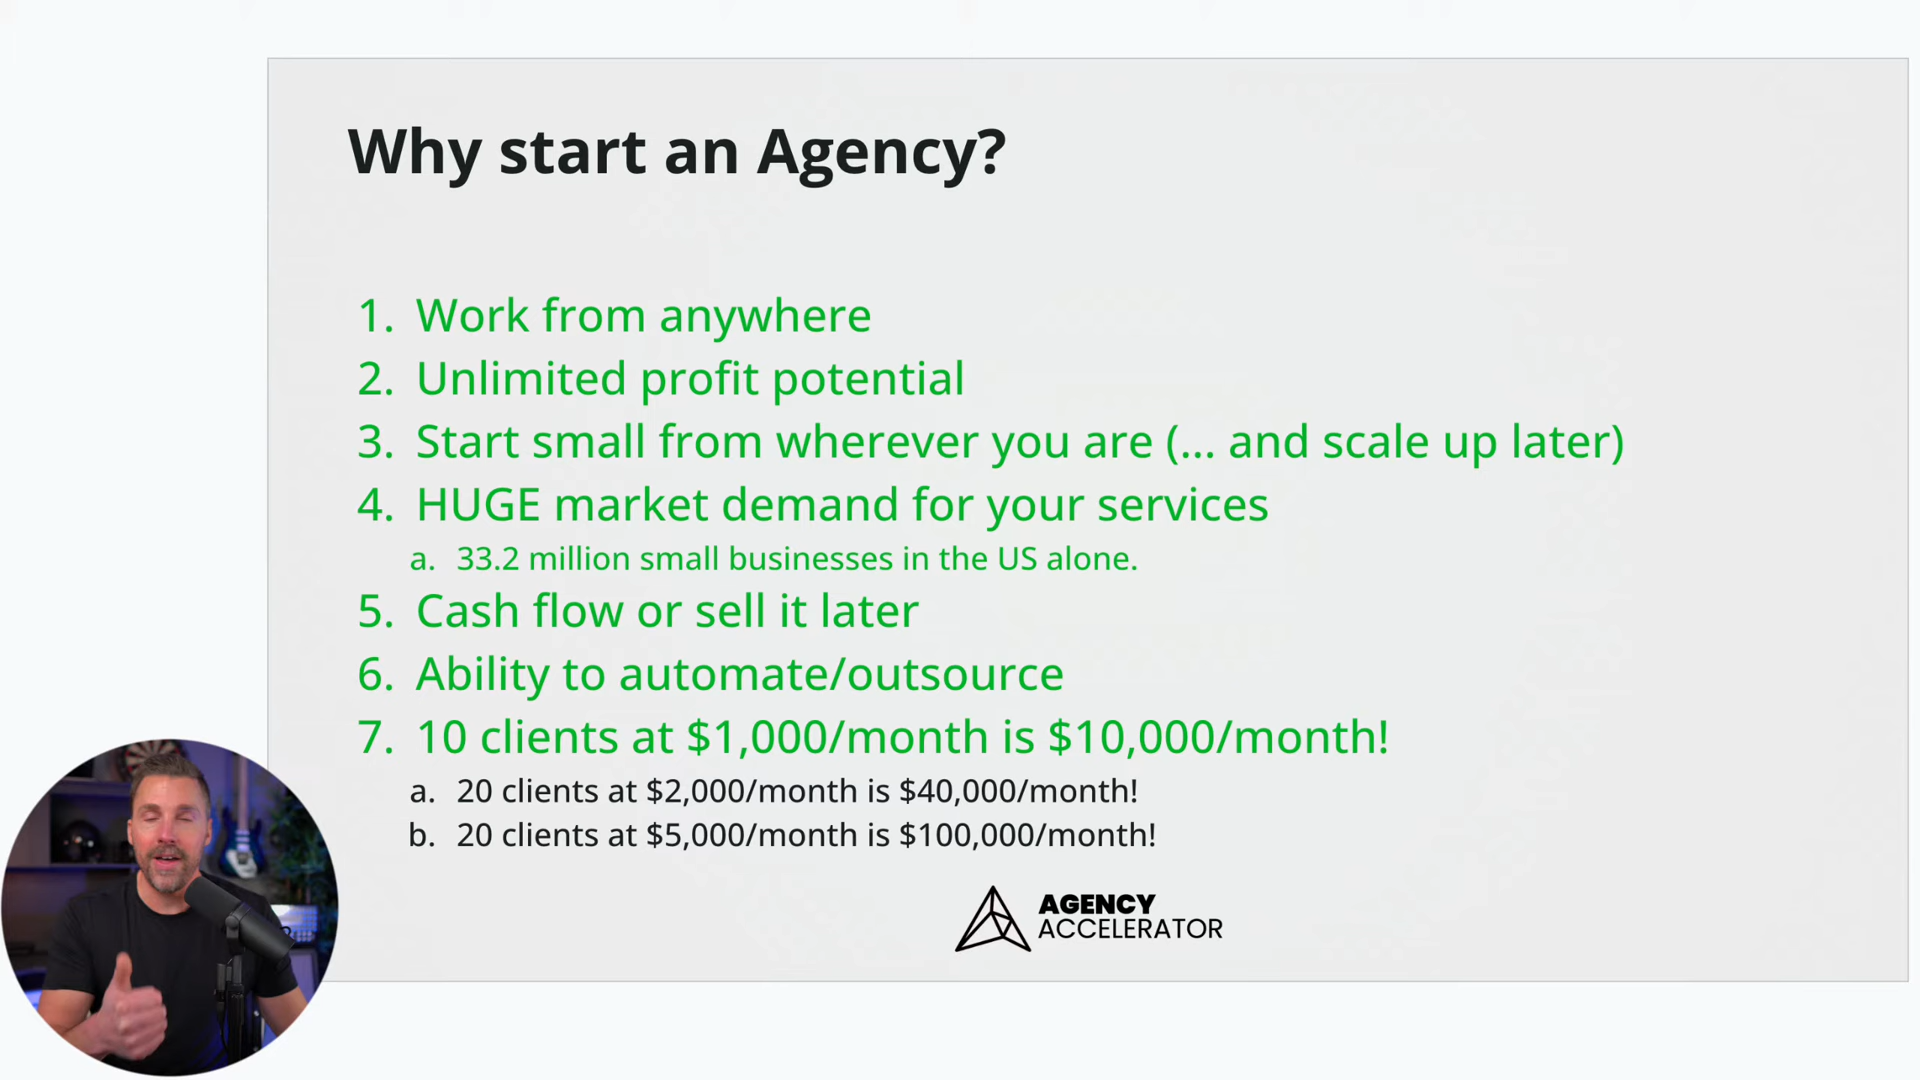 Why start an Agency?
1. Work from anywhere
2. Unlimited profit potential
3. Start small from wherever you are (... and scale up later)
4. HUGE market demand for your services
a. 33.2 million small businesses in the US alone.
5. Cash flow or sell it later
6. Ability to automate/outsource
7. 10 clients at $1,000/month is $10,000/month!
a. 20 clients at $2,000/month is $40,000/month!
b. 20 clients at $5,000/month is $100,000/month!
AGENCY
ACCELERATOR